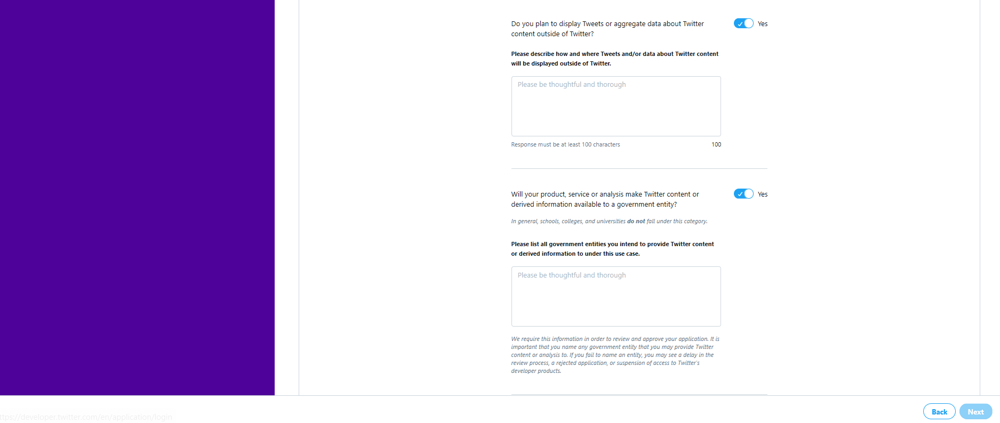 Do you plan to display Tweets or aggregate data about Twitter
content outside of Twitter?
Yes
Please describe how and where Tweets and/or data about Twitter content
will be displayed outside of Twitter.
Please be thoughtful and thorough
Response must be at least 100 characters
100
Will your product, service or analysis make Twitter content or
derived information available to a government entity?
Yes
In general, schools, colleges, and universities do not fall under this category.
Please list all government entities you intend to provide Twitter content
or derived information to under this use case.
Please be thoughtful and thorough
We require this information in order to review and approve your application. It is
important that you name any government entity that you may provide Twitter
content or analysis to. If you fail to name an entity, you may see a delay in the
review process, a rejected application, or suspension of access to Twitter's
developer products.
ttps://developer.twitter.com/en/application/login
Back
Next